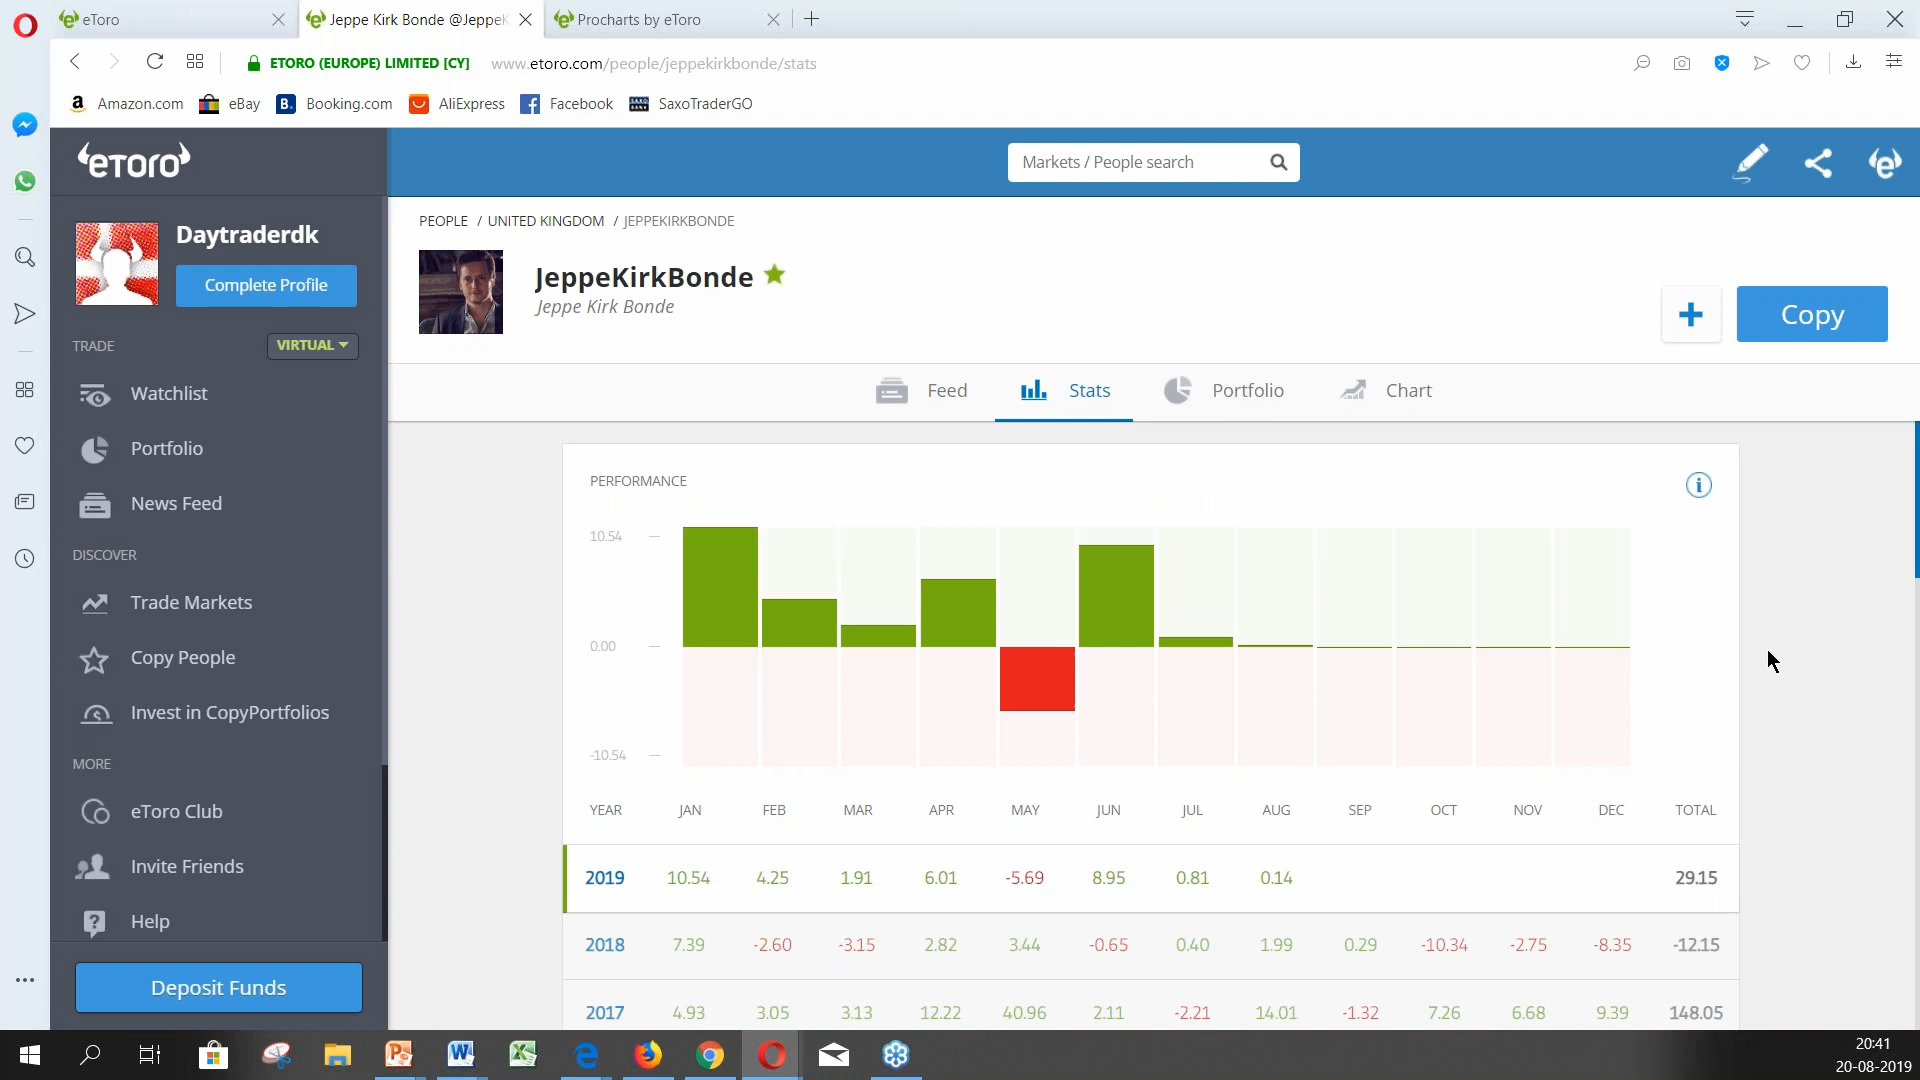 eToro
Jeppe Kirk Bonde @JeppeK
Procharts by eToro
ETORO (EUROPE) LIMITED [CY]
www.etoro.com/people/jeppekirkbonde/stats
Amazon.com
eBay
Booking.com
AliExpress
Facebook
SaxoTraderGO
eToro
Markets / People search
Daytraderdk
Complete Profile
TRADE
VIRTUAL
Watchlist
Portfolio
News Feed
DISCOVER
Trade Markets
Copy People
Invest in CopyPortfolios
MORE
eToro Club
Invite Friends
Help
Deposit Funds
PEOPLE / UNITED KINGDOM / JEPPEKIRKBONDE
JeppeKirkBonde
Jeppe Kirk Bonde
Copy
Feed
Stats
Portfolio
Chart
PERFORMANCE
10.54
0.00
-10.54
YEAR JAN FEB MAR APR MAY JUN JUL AUG SEP OCT NOV DEC TOTAL
2019 10.54 4.25 1.91 6.01 -5.69 8.95 0.81 0.14 29.15
2018 7.39 -2.60 -3.15 2.82 3.44 -0.65 0.40 1.99 0.29 -10.34 -2.75 -8.35 -12.15
2017 4.93 3.05 3.13 12.22 40.96 2.11 -2.21 14.01 -1.32 7.26 6.68 9.39 148.05
20:41
20-08-2019